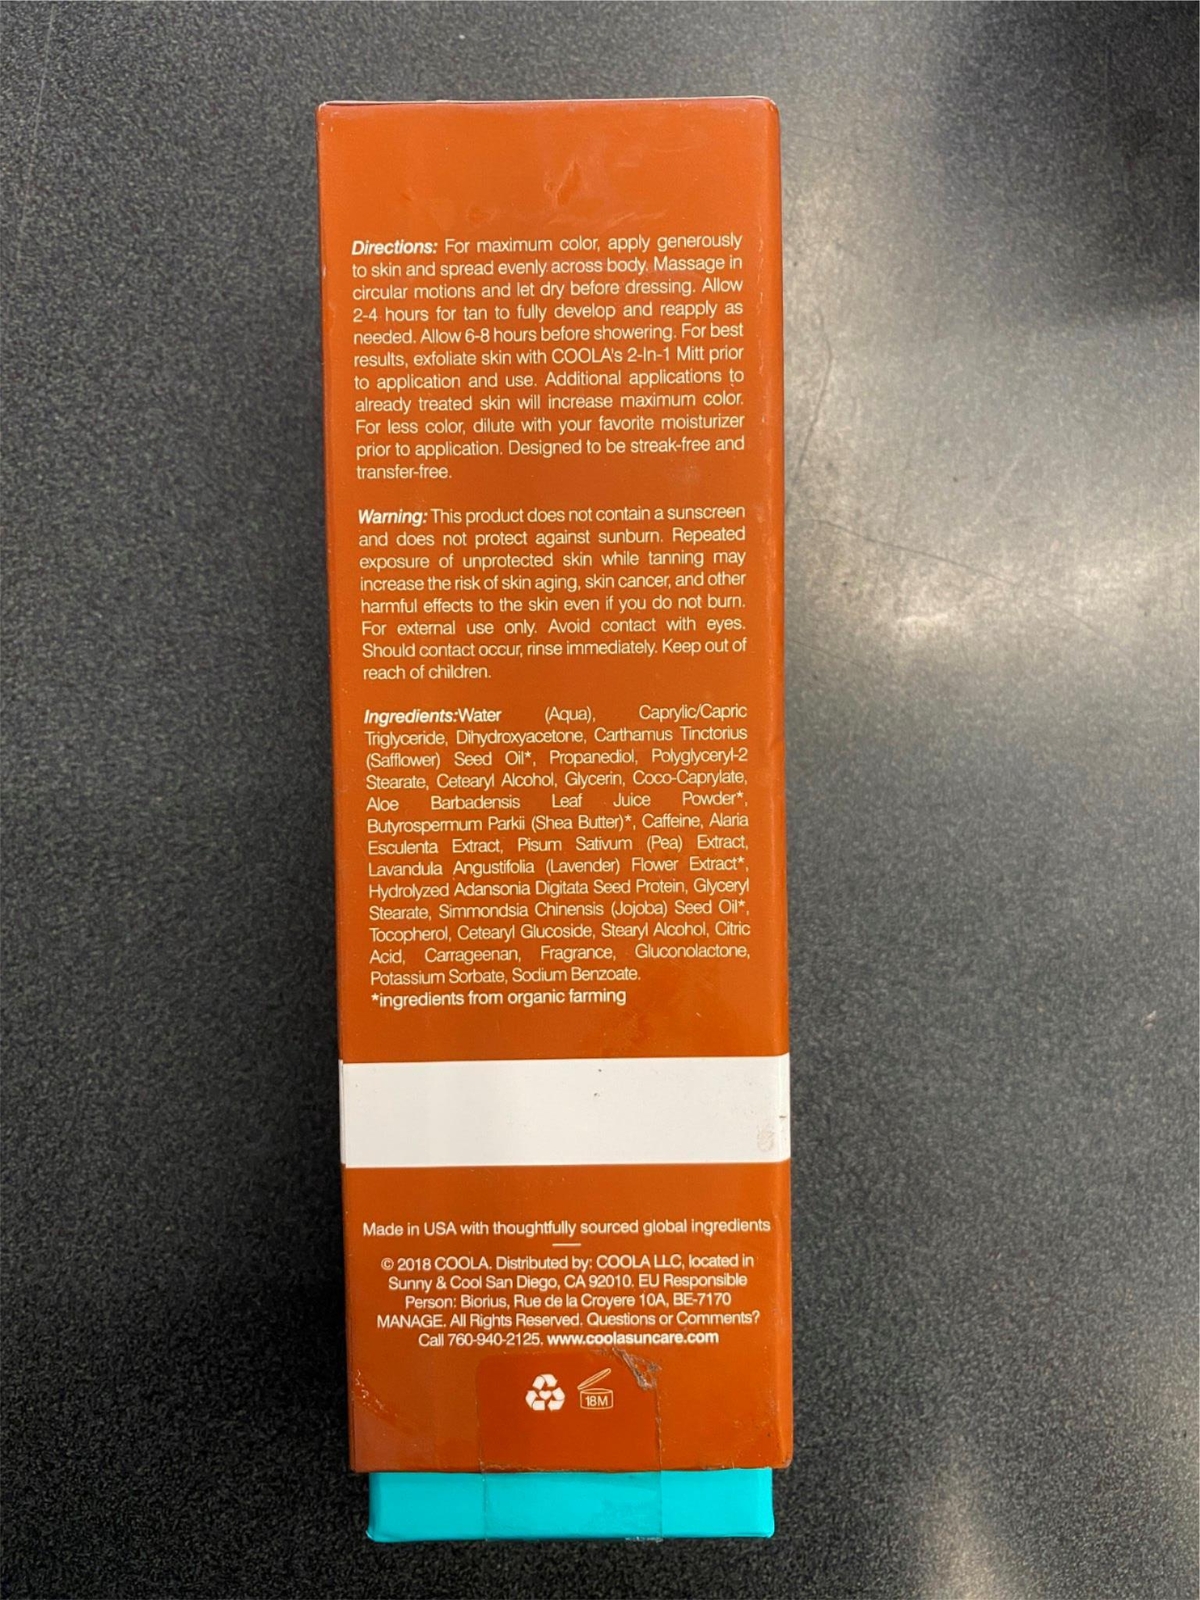 Directions: For maximum color, apply generously
to skin and spread evenly across body. Massage in
circular motions and let dry before dressing. Allow
2-4 hours for tan to fully develop and reapply as
needed. Allow 6-8 hours before showering. For best
results, exfoliate skin with COOLA's 2-In-1 Mitt prior
to application and use. Additional applications to
already treated skin will increase maximum color.
For less color, dilute with your favorite moisturizer
prior to application. Designed to be streak-free and
transfer-free.
Warning: This product does not contain a sunscreen
and does not protect against sunburn. Repeated
exposure of unprotected skin while tanning may
increase the risk of skin aging, skin cancer, and other
harmful effects to the skin even if you do not burn.
For external use only. Avoid contact with eyes.
Should contact occur, rinse immediately. Keep out of
reach of children.
Ingredients:Water (Aqua), Caprylic/Capric
Triglyceride, Dihydroxyacetone, Carthamus Tinctorius
(Safflower) Seed Oil*, Propanediol, Polyglyceryl-2
Stearate, Cetearyl Alcohol, Glycerin, Coco-Caprylate,
Aloe Barbadensis Leaf Juice Powder*,
Butyrospermum Parkii (Shea Butter)*, Caffeine, Alaria
Esculenta Extract, Pisum Sativum (Pea) Extract,
Lavandula Angustifolia (Lavender) Flower Extract*,
Hydrolyzed Adansonia Digitata Seed Protein, Glyceryl
Stearate, Simmondsia Chinensis (Jojoba) Seed Oil*,
Tocopherol, Cetearyl Glucoside, Stearyl Alcohol, Citric
Acid, Carrageenan, Fragrance, Gluconolactone,
Potassium Sorbate, Sodium Benzoate.
*ingredients from organic farming
Made in USA with thoughtfully sourced global ingredients
© 2018 COOLA. Distributed by: COOLA LLC, located in
Sunny & Cool San Diego, CA 92010. EU Responsible
Person: Biorius, Rue de la Croyere 10A, BE-7170
MANAGE. All Rights Reserved. Questions or Comments?
Call 760-940-2125. www.coolasuncare.com
18M